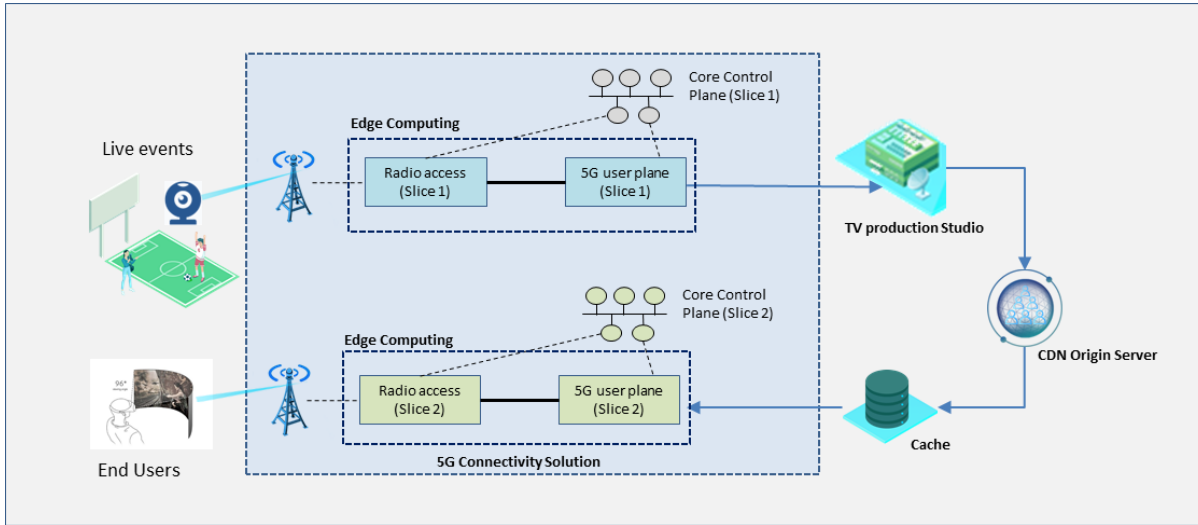 Core Control
Plane (Slice 1)
Edge Computing
Live events
Radio access
(Slice 1)
5G user plane
(Slice 1)
TV production Studio
Core Control
Plane (Slice 2)
Edge Computing
CDN Origin Server
96°
Radio access
(Slice 2)
5G user plane
(Slice 2)
Cache
5G Connectivity Solution
End Users